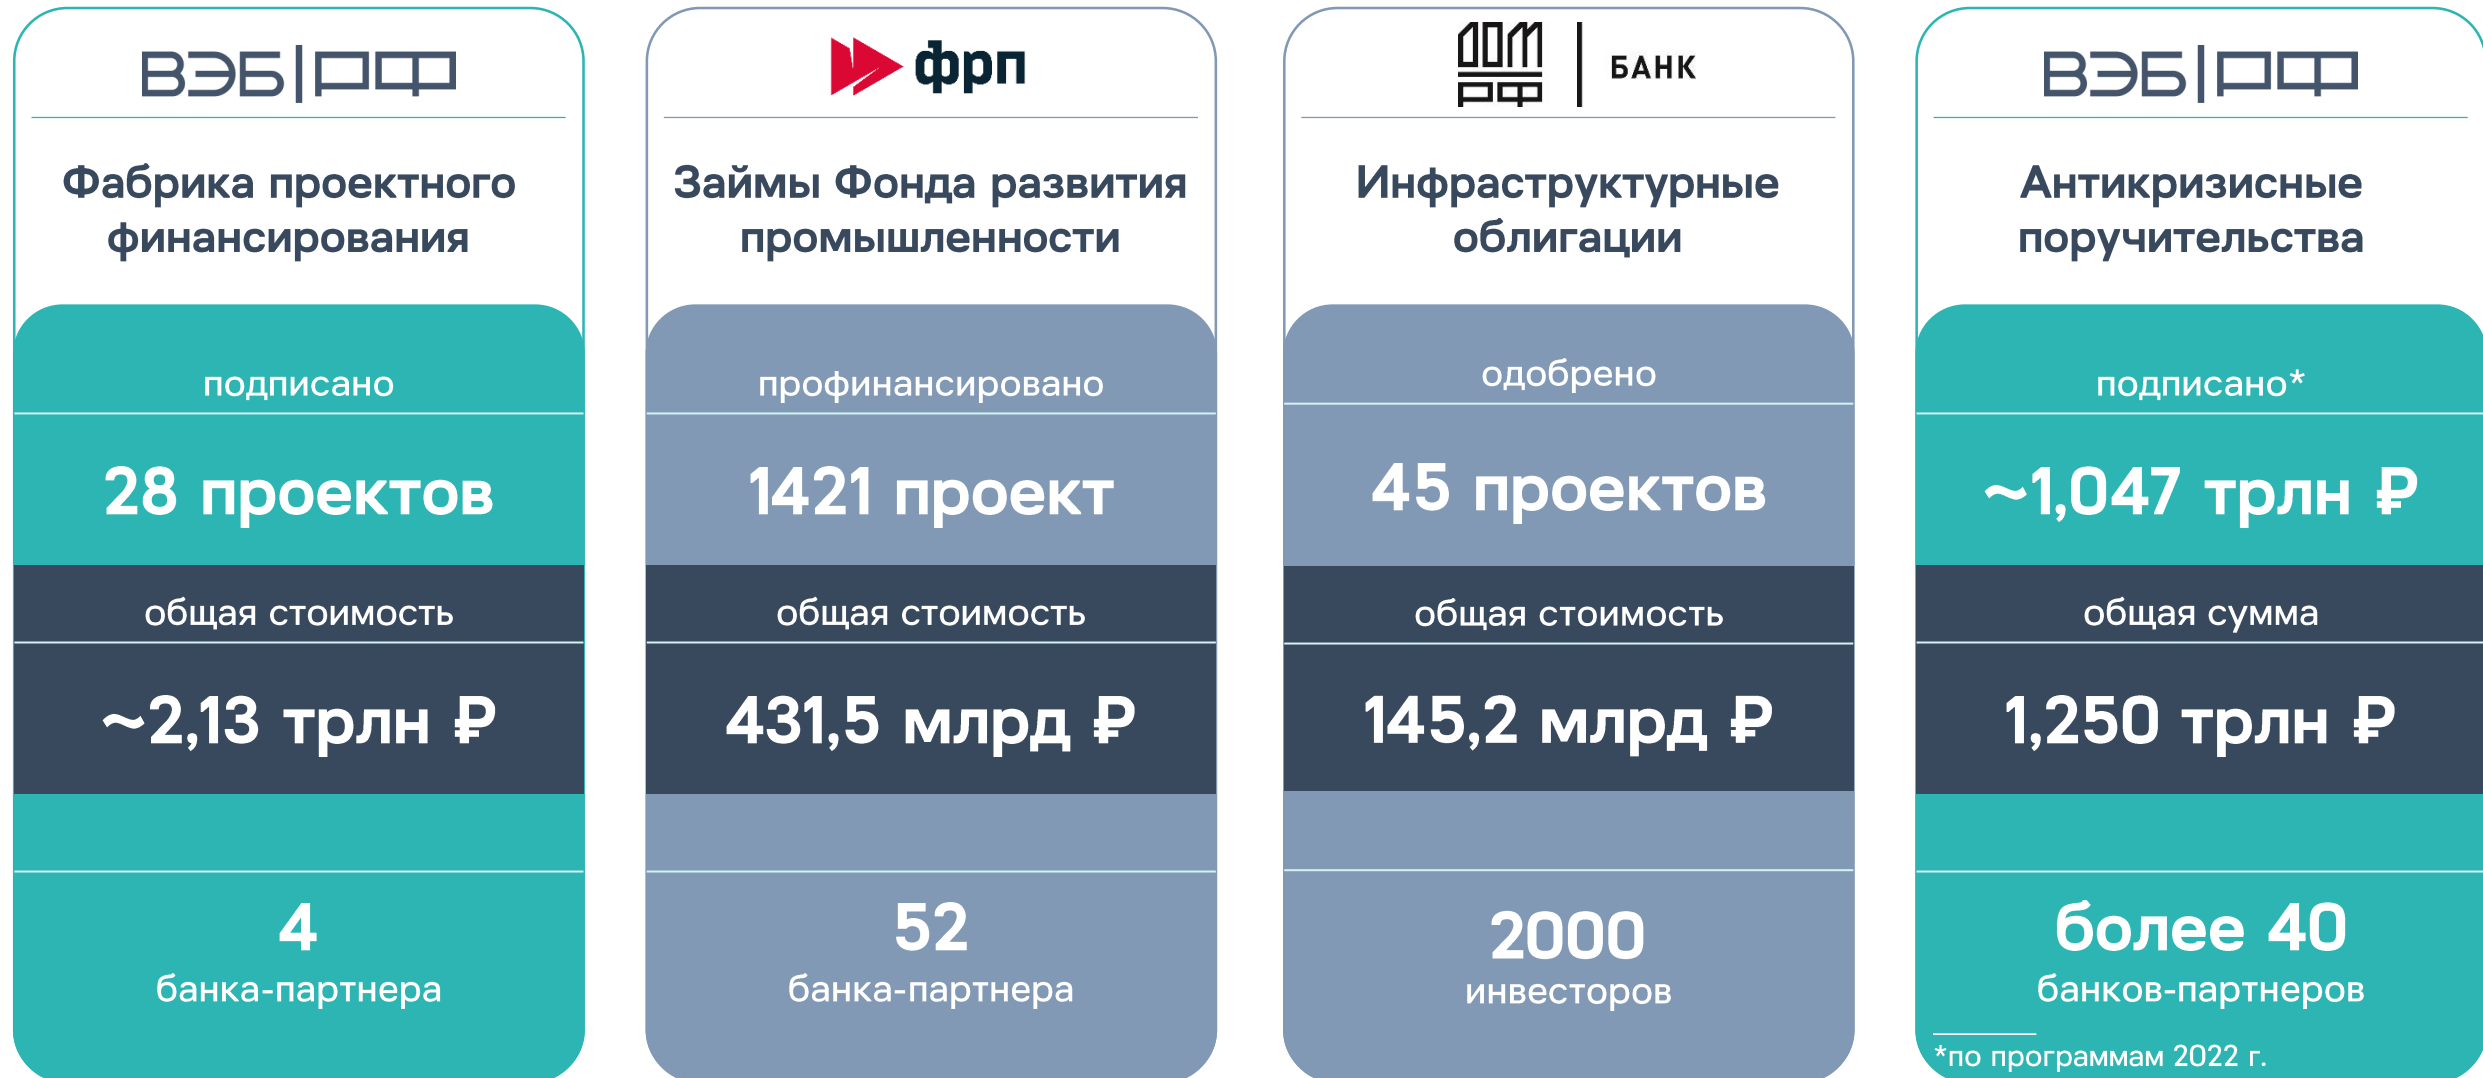 ВЭБ|РФ
Фабрика проектного
финансирования
подписано
28 проектов
общая стоимость
~2,13 трлн ₽
4
банка-партнера
фрп
Займы Фонда развития
промышленности
профинансировано
1421 проект
общая стоимость
431,5 млрд ₽
52
банка-партнера
ДОМ
РФ
БАНК
Инфраструктурные
облигации
одобрено
45 проектов
общая стоимость
145,2 млрд ₽
2000
инвесторов
ВЭБ|РФ
Антикризисные
поручительства
подписано*
~1,047 трлн ₽
общая сумма
1,250 трлн ₽
более 40
банков-партнеров
*по программам 2022 г.